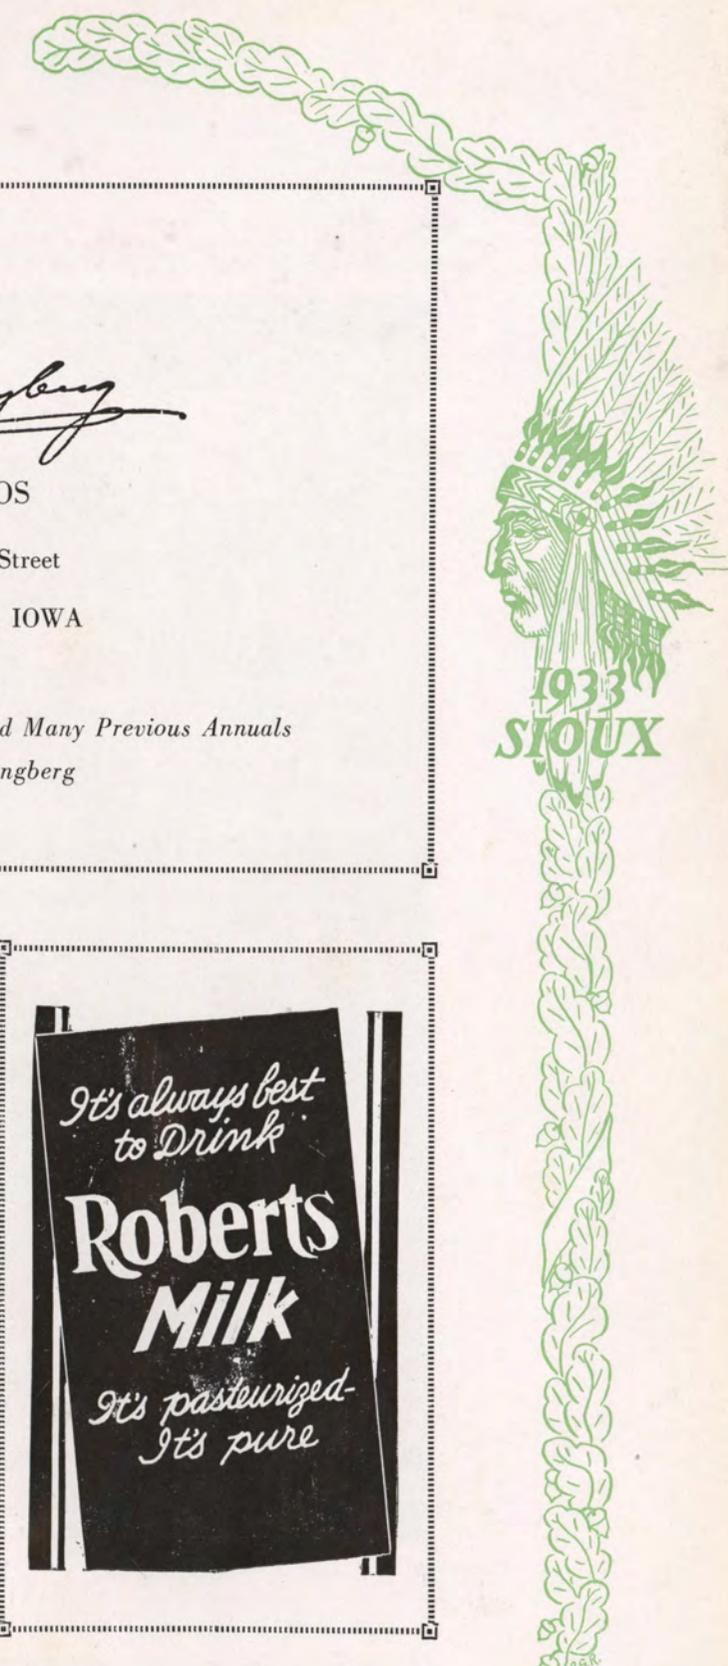 OS
Street
IOWA
d Many Previous Annuals
ngberg
1933
SIOUX
It's always best
to Drink
Roberts
Milk
It's pasteurized-
It's pure